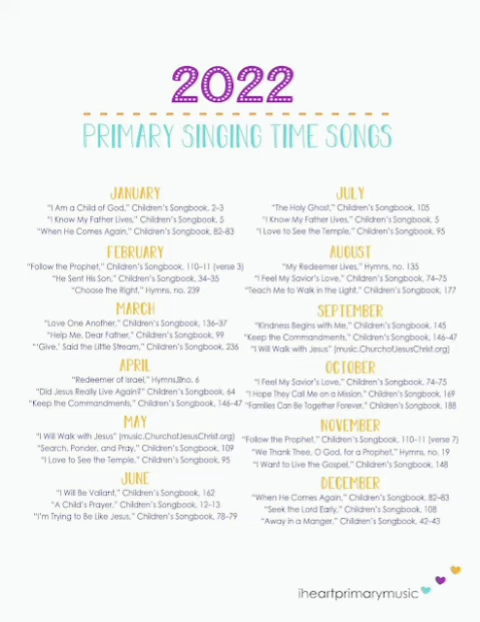 2022
PRIMARY SINGING TIME SONGS
JANUARY
"I Am a Child of God," Children's Songbook, 2–3
"I Know My Father Lives," Children's Songbook, 5
"When He Comes Again," Children's Songbook, 82–83
FEBRUARY
"Follow the Prophet," Children's Songbook, 110–11 (verse 3)
"He Sent His Son," Children's Songbook, 34–35
"Choose the Right," Hymns, no. 239
MARCH
"Love One Another," Children's Songbook, 136–37
"Help Me, Dear Father," Children's Songbook, 99
"'Give,' Said the Little Stream," Children's Songbook, 236
APRIL
"Redeemer of Israel," Hymns, no. 6
"Did Jesus Really Live Again?" Children's Songbook, 64
"Keep the Commandments," Children's Songbook, 146–47
MAY
"I Will Walk with Jesus" (music.ChurchofJesusChrist.org)
"Search, Ponder, and Pray," Children's Songbook, 109
"I Love to See the Temple," Children's Songbook, 95
JUNE
"I Will Be Valiant," Children's Songbook, 162
"A Child's Prayer," Children's Songbook, 12–13
"I'm Trying to Be Like Jesus," Children's Songbook, 78–79
JULY
"The Holy Ghost," Children's Songbook, 105
"I Know My Father Lives," Children's Songbook, 5
"I Love to See the Temple," Children's Songbook, 95
AUGUST
"My Redeemer Lives," Hymns, no. 135
"I Feel My Savior's Love," Children's Songbook, 74–75
"Teach Me to Walk in the Light," Children's Songbook, 177
SEPTEMBER
"Kindness Begins with Me," Children's Songbook, 145
"Keep the Commandments," Children's Songbook, 146–47
"I Will Walk with Jesus" (music.ChurchofJesusChrist.org)
OCTOBER
"I Feel My Savior's Love," Children's Songbook, 74–75
"I Hope They Call Me on a Mission," Children's Songbook, 169
"Families Can Be Together Forever," Children's Songbook, 188
NOVEMBER
"Follow the Prophet," Children's Songbook, 110–11 (verse 7)
"We Thank Thee, O God, for a Prophet," Hymns, no. 19
"I Want to Live the Gospel," Children's Songbook, 148
DECEMBER
"When He Comes Again," Children's Songbook, 82–83
"Seek the Lord Early," Children's Songbook, 108
"Away in a Manger," Children's Songbook, 42–43
iheartprimarymusic